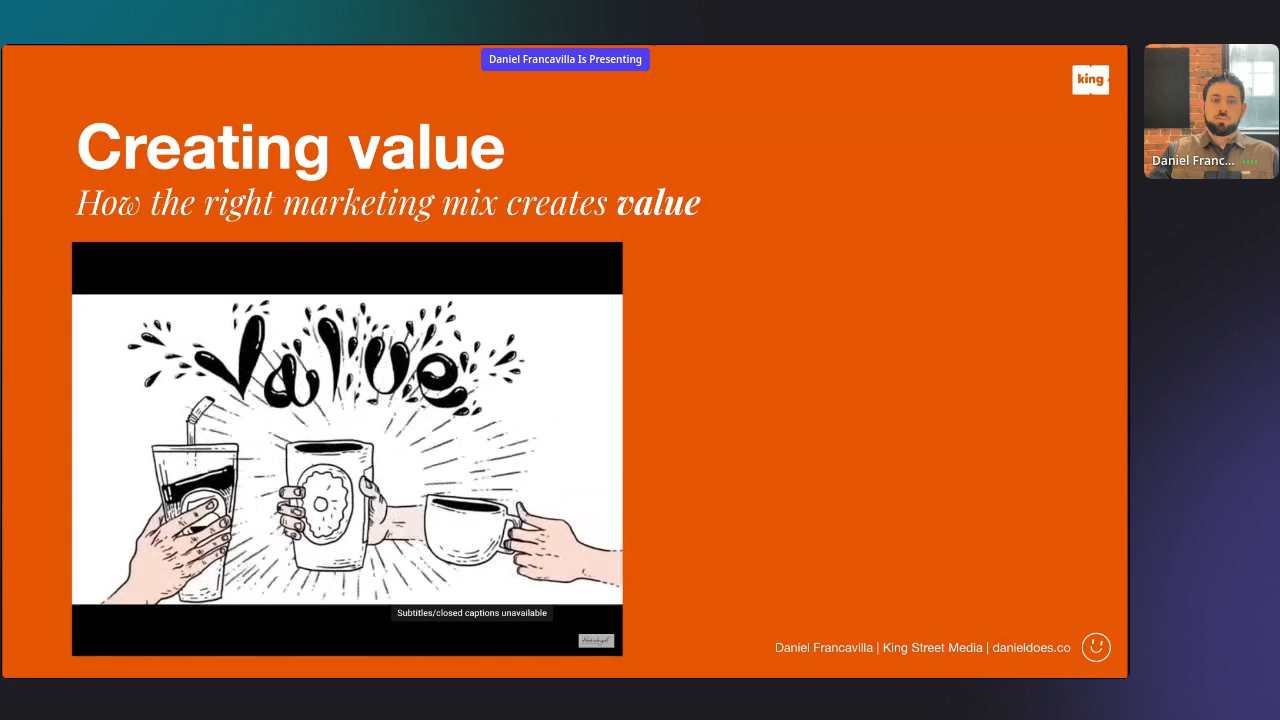 Daniel Francavilla Is Presenting
king
Creating value
How the right marketing mix creates value
value
Subtitles/closed captions unavailable
Daniel Francavilla | King Street Media | danieldoes.co
Daniel Franc...